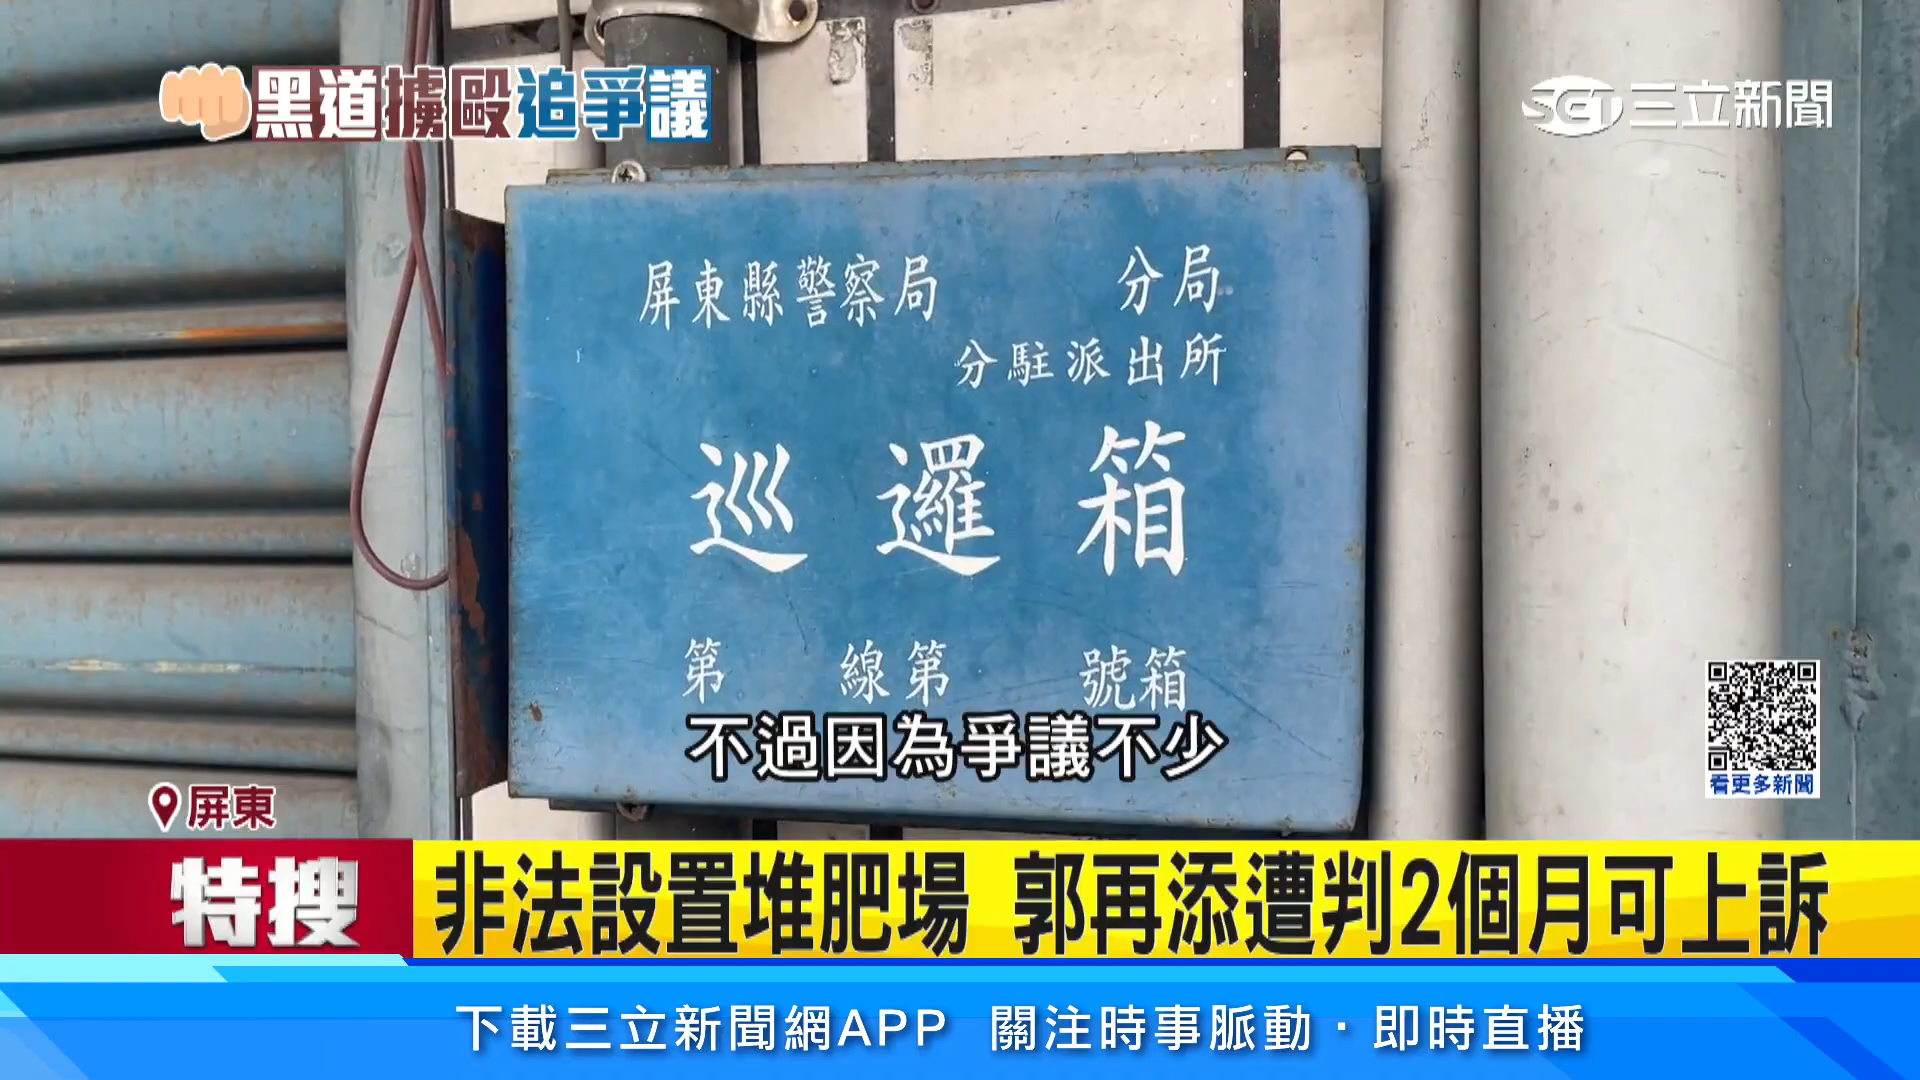 黑道擄毆追爭議
SET三立新聞
屏東縣警察局 分局
分駐派出所
巡邏箱
第 線第 號箱
不過因為爭議不少
看更多新聞
屏東
特搜
非法設置堆肥場 郭再添遭判2個月可上訴
下載三立新聞網APP 關注時事脈動·即時直播